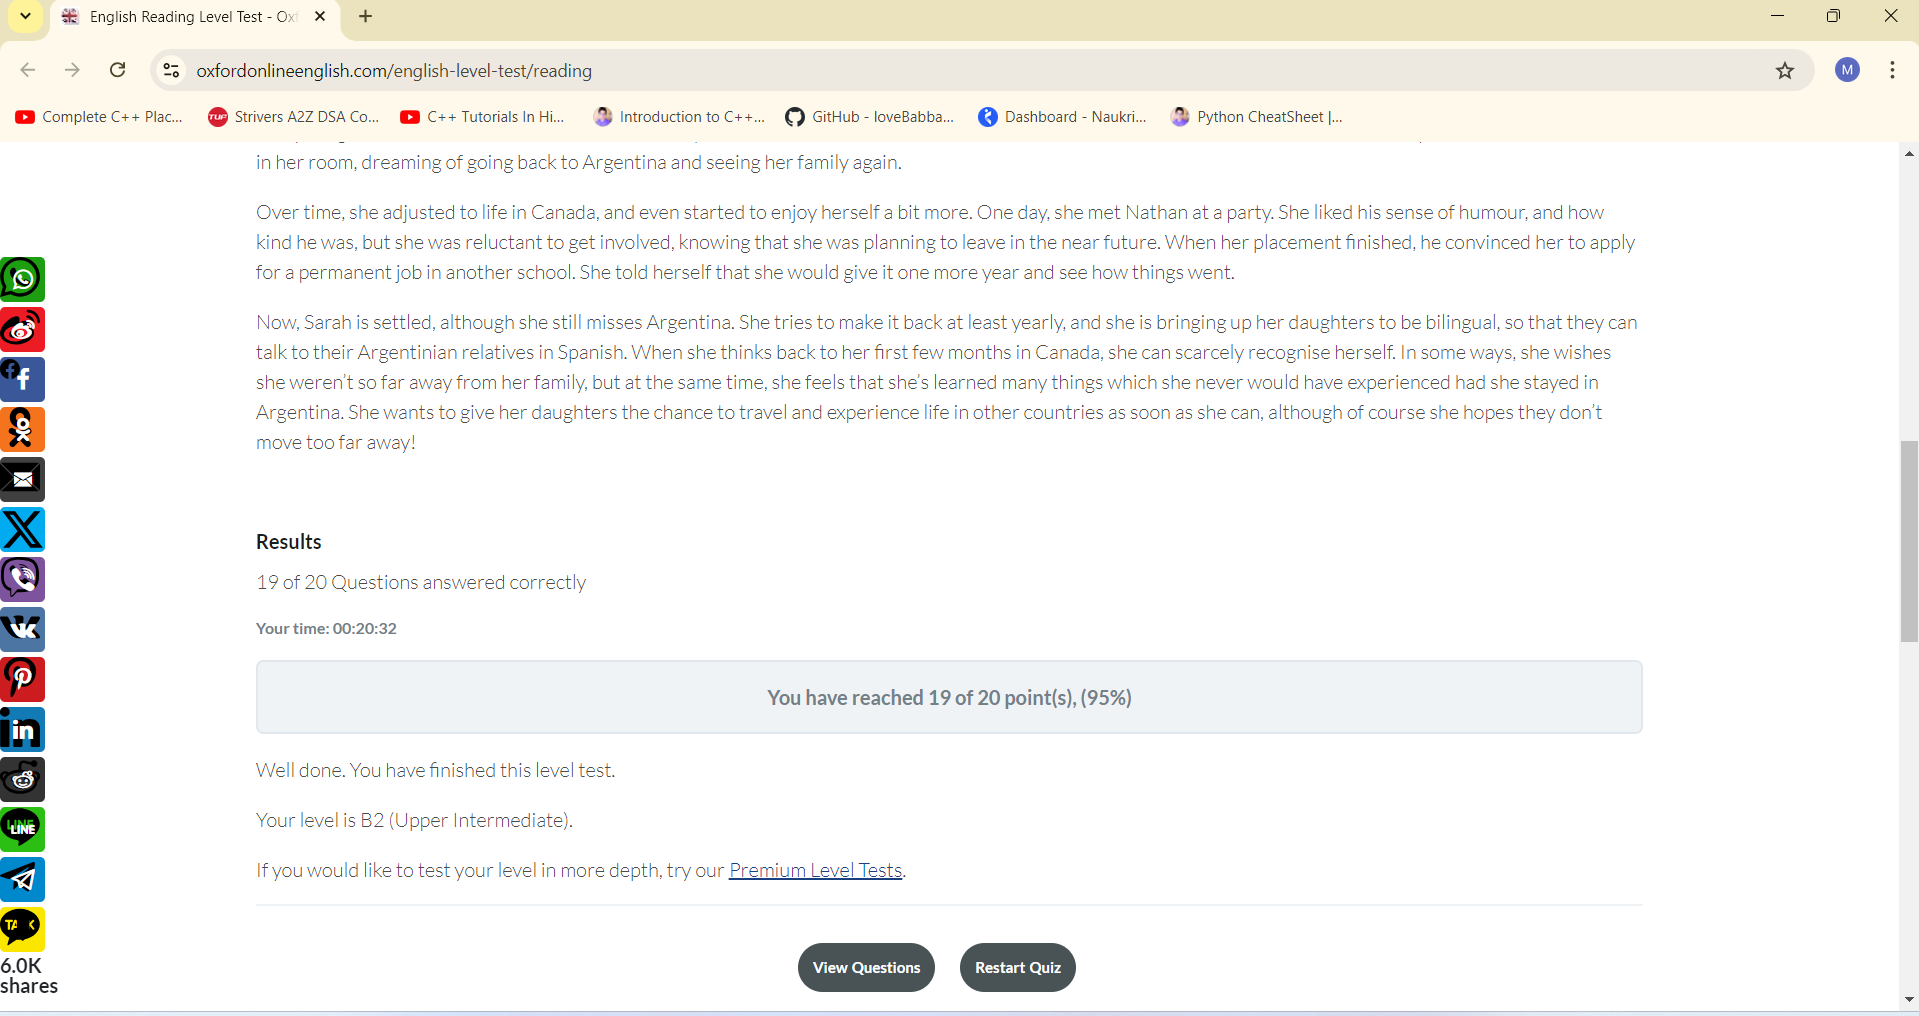 English Reading Level Test - Ox
oxfordonlineenglish.com/english-level-test/reading
M
Complete C++ Plac...
TUF
Strivers A2Z DSA Co...
C++ Tutorials In Hi...
Introduction to C++...
GitHub - loveBabba...
Dashboard - Naukri...
Python CheatSheet |...
in her room, dreaming of going back to Argentina and seeing her family again.
Over time, she adjusted to life in Canada, and even started to enjoy herself a bit more. One day, she met Nathan at a party. She liked his sense of humour, and how
kind he was, but she was reluctant to get involved, knowing that she was planning to leave in the near future. When her placement finished, he convinced her to apply
for a permanent job in another school. She told herself that she would give it one more year and see how things went.
Now, Sarah is settled, although she still misses Argentina. She tries to make it back at least yearly, and she is bringing up her daughters to be bilingual, so that they can
talk to their Argentinian relatives in Spanish. When she thinks back to her first few months in Canada, she can scarcely recognise herself. In some ways, she wishes
she weren't so far away from her family, but at the same time, she feels that she's learned many things which she never would have experienced had she stayed in
Argentina. She wants to give her daughters the chance to travel and experience life in other countries as soon as she can, although of course she hopes they don't
move too far away!
Results
19 of 20 Questions answered correctly
Your time: 00:20:32
You have reached 19 of 20 point(s), (95%)
Well done. You have finished this level test.
Your level is B2 (Upper Intermediate).
If you would like to test your level in more depth, try our Premium Level Tests.
View Questions
Restart Quiz
in
LINE
6.0K
shares